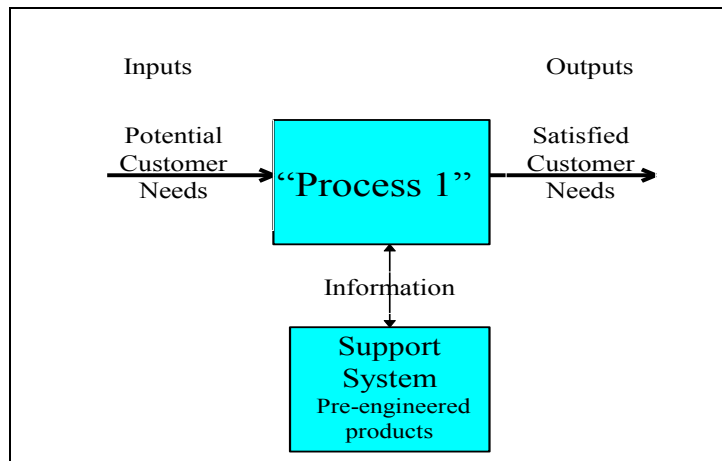 Inputs
Outputs
Potential
Customer
Needs
“Process 1”
Satisfied
Customer
Needs
Information
Support
System
Pre-engineered
products